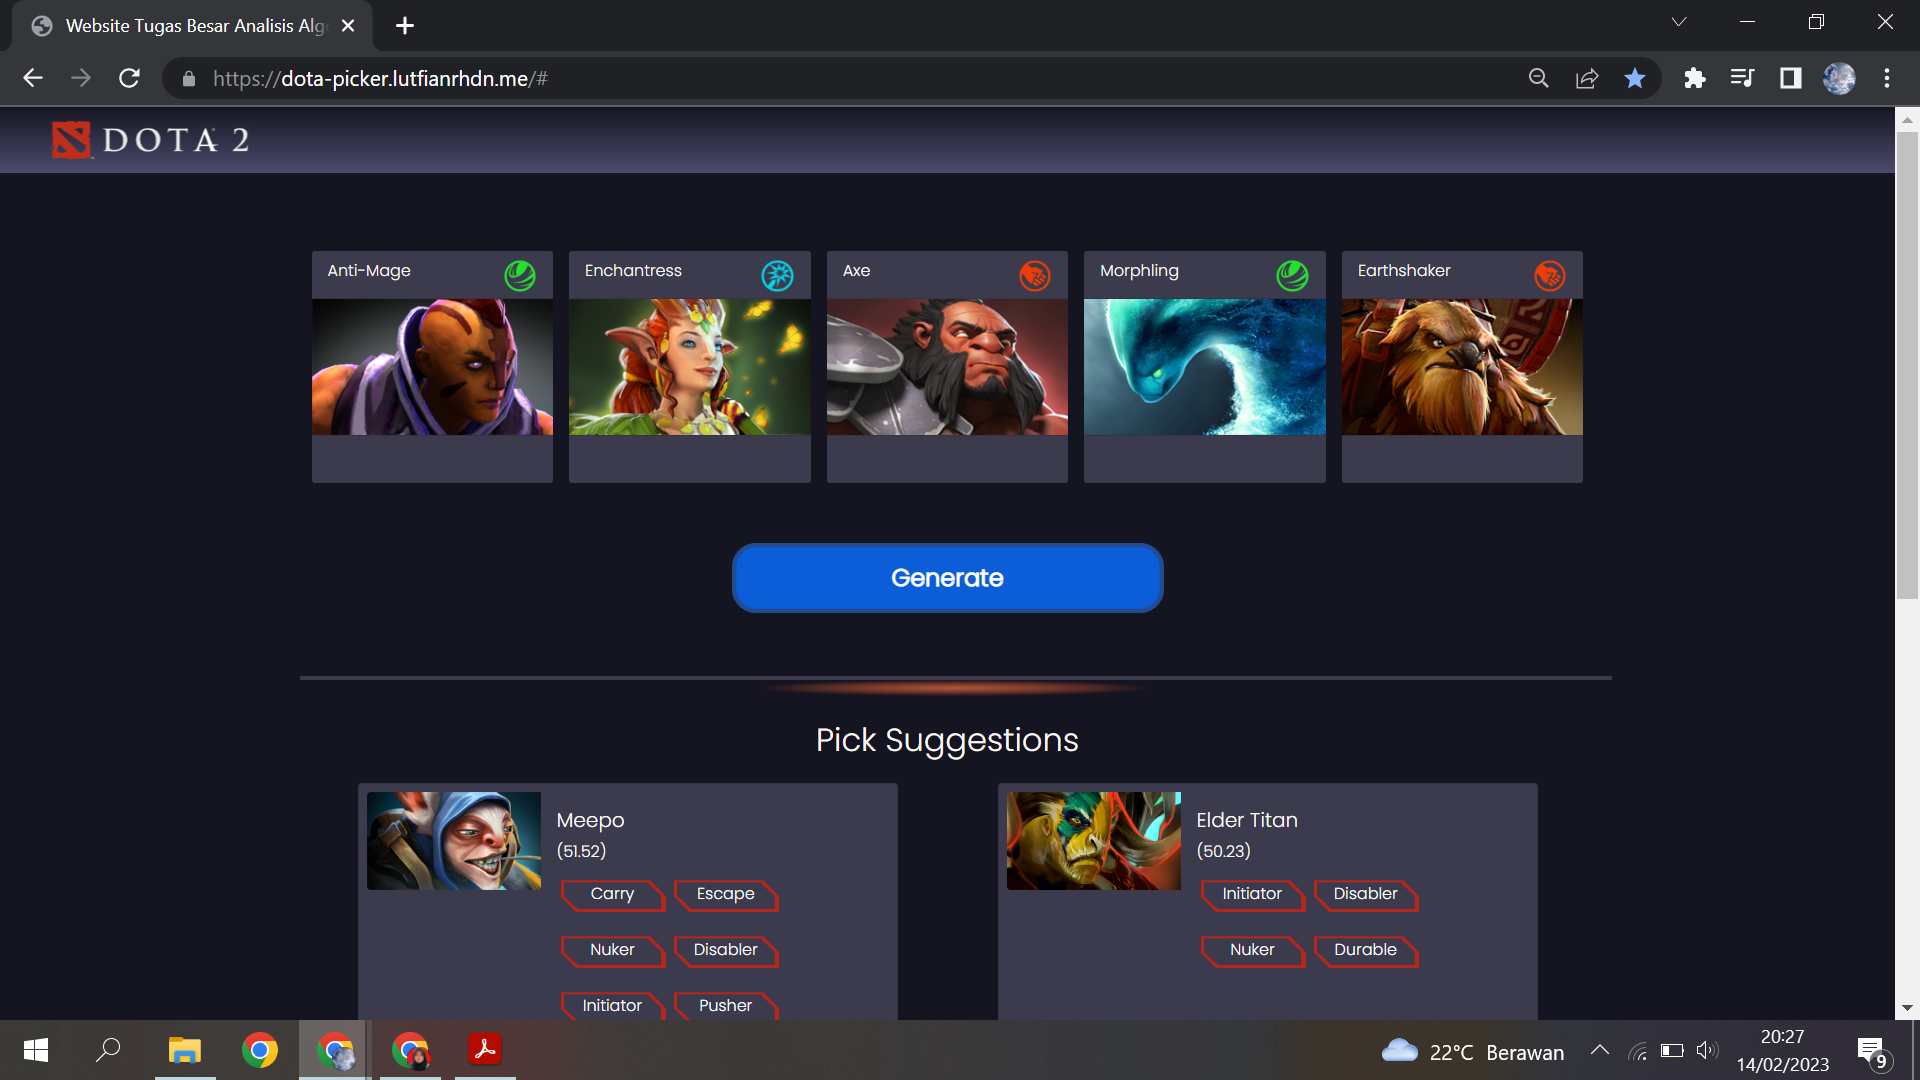 Website Tugas Besar Analisis Alg
https://dota-picker.lutfianrhdn.me/#
DOTA 2
Anti-Mage
Enchantress
Axe
Morphling
Earthshaker
Generate
Pick Suggestions
Meepo
(51.52)
Carry
Escape
Nuker
Disabler
Initiator
Pusher
Elder Titan
(50.23)
Initiator
Disabler
Nuker
Durable
22°C Berawan
20:27
14/02/2023
9